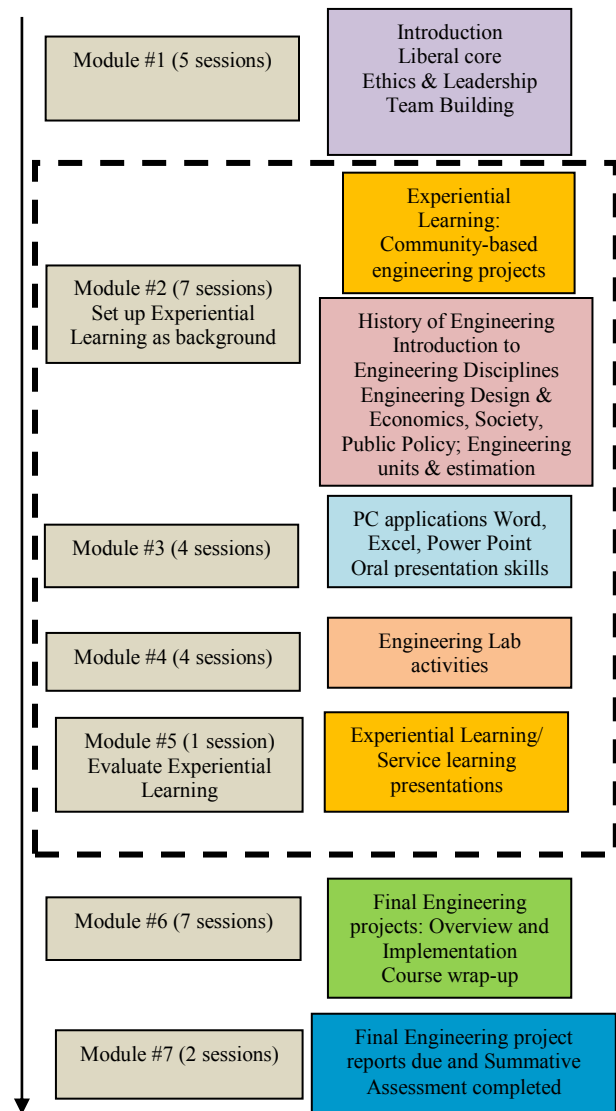 Module #1 (5 sessions)
Introduction
Liberal core
Ethics & Leadership
Team Building
Module #2 (7 sessions)
Set up Experiential
Learning as background
Experiential
Learning:
Community-based
engineering projects
History of Engineering
Introduction to
Engineering Disciplines
Engineering Design &
Economics, Society,
Public Policy; Engineering
units & estimation
Module #3 (4 sessions)
PC applications Word,
Excel, Power Point
Oral presentation skills
Module #4 (4 sessions)
Engineering Lab
activities
Module #5 (1 session)
Evaluate Experiential
Learning
Experiential Learning/
Service learning
presentations
Module #6 (7 sessions)
Final Engineering
projects: Overview and
Implementation
Course wrap-up
Module #7 (2 sessions)
Final Engineering project
reports due and Summative
Assessment completed